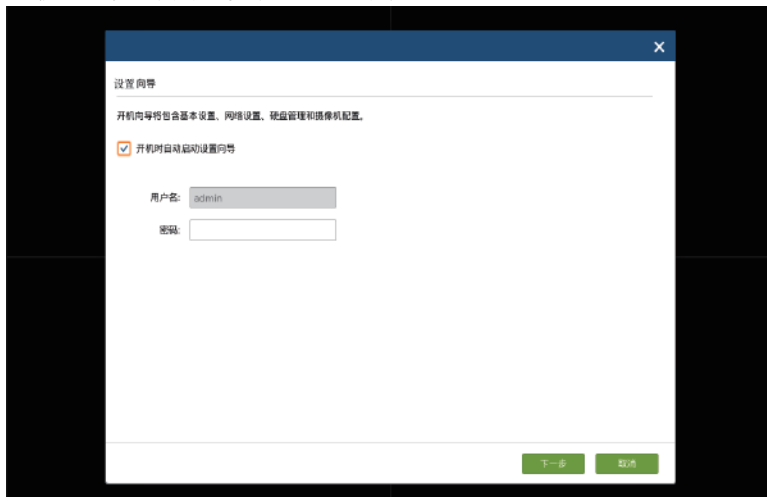 设置向导
开机向导将包含基本设置、网络设置、硬盘管理和摄像机配置。
开机时自动启动设置向导
用户名: admin
密码:
下一步 取消